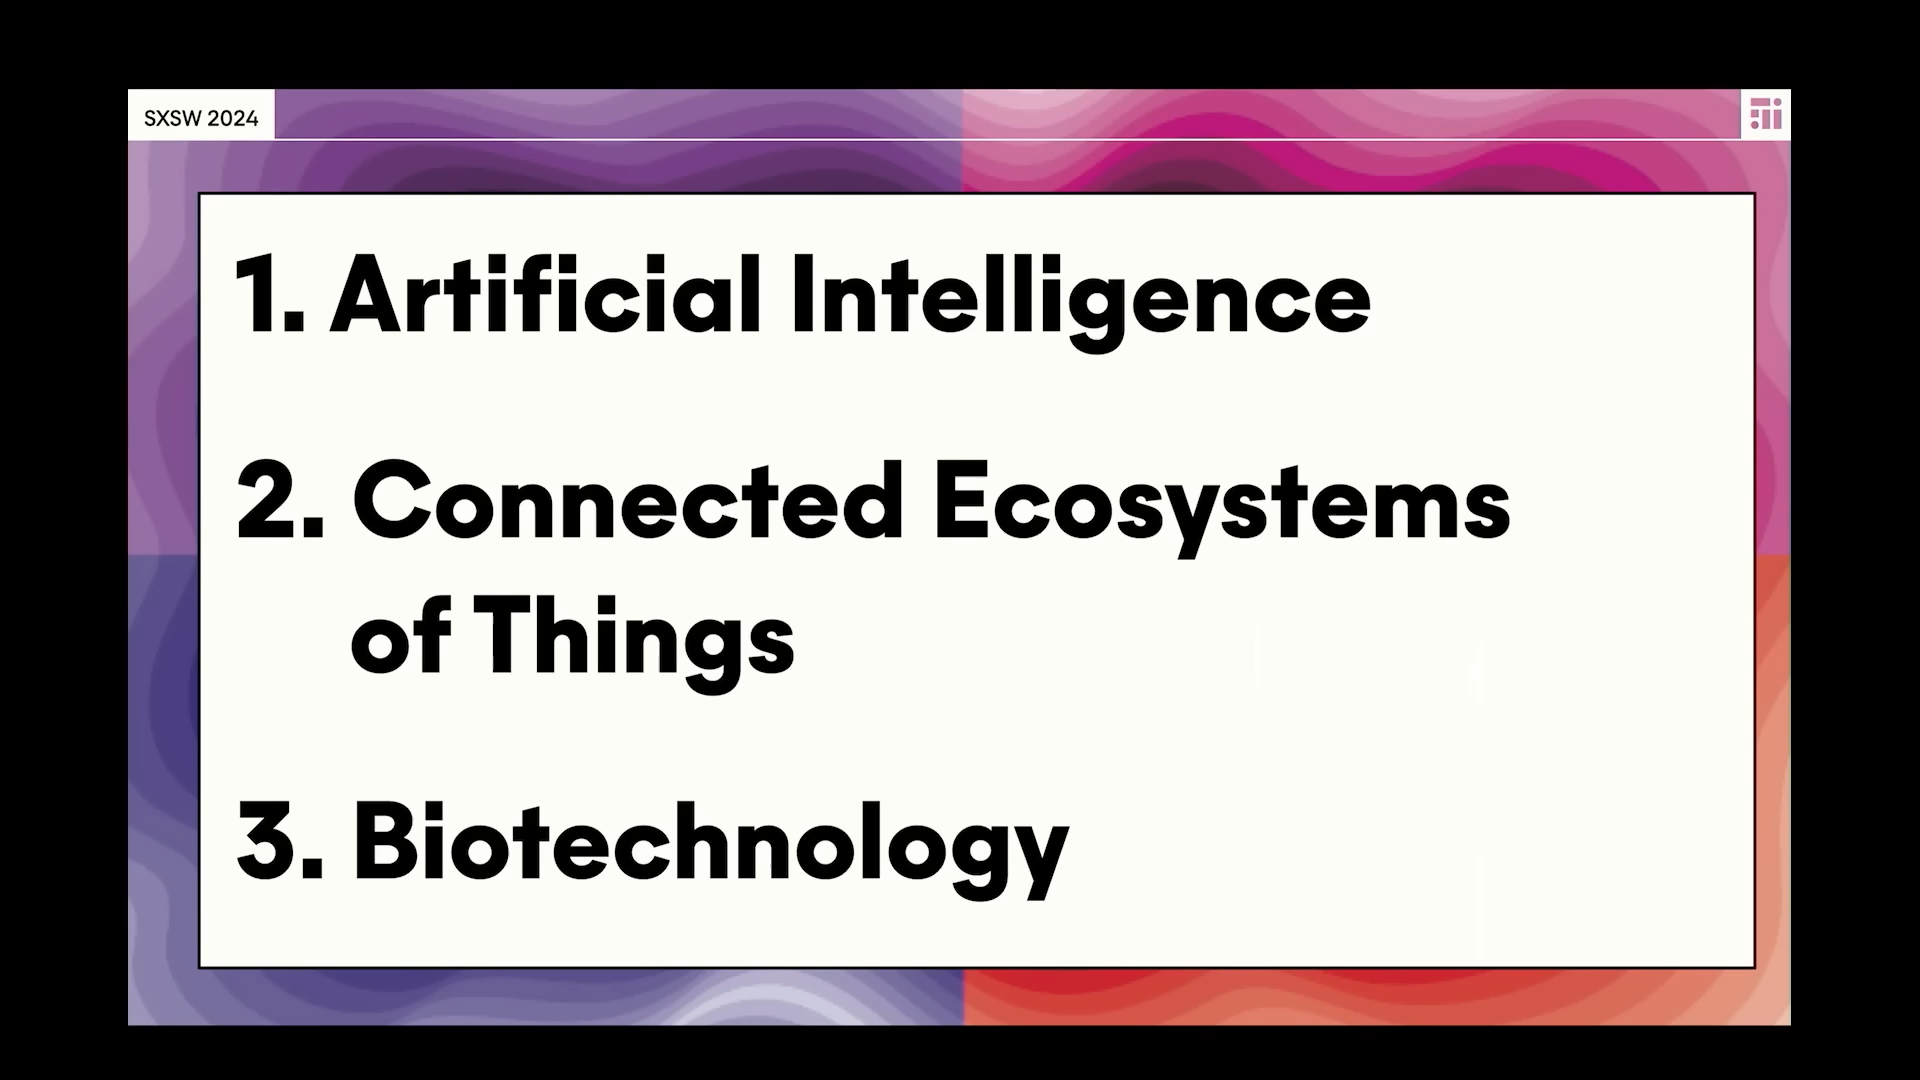 SXSW 2024
1. Artificial Intelligence
2. Connected Ecosystems
of Things
3. Biotechnology